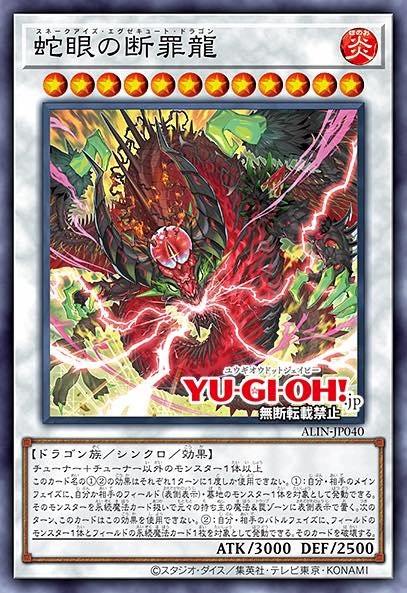 スネークアイズ・エグゼキュート・ドラゴン
蛇眼の断罪龍
ほのお
炎
ユウギオウドットジェイピー
YU-GI-OH!.jp
無断転載禁止
ALIN-JP040
【ドラゴン族／シンクロ／効果】
チューナー＋チューナー以外のモンスター1体以上
このカード名の①②の効果はそれぞれ1ターンに1度しか使用できない。①：自分・相手のメイン
フェイズに、自分か相手のフィールド（表側表示）・墓地のモンスター1体を対象として発動できる。
そのモンスターを永続魔法カード扱いで元々の持ち主の魔法＆罠ゾーンに表側表示で置く。次の
ターン、このカードはこの効果を使用できない。②：自分・相手のバトルフェイズに、フィールドの
モンスター1体とフィールドの永続魔法カード1枚を対象として発動できる。そのカードを破壊する。
ATK/3000 DEF/2500
©スタジオ・ダイス／集英社・テレビ東京・KONAMI